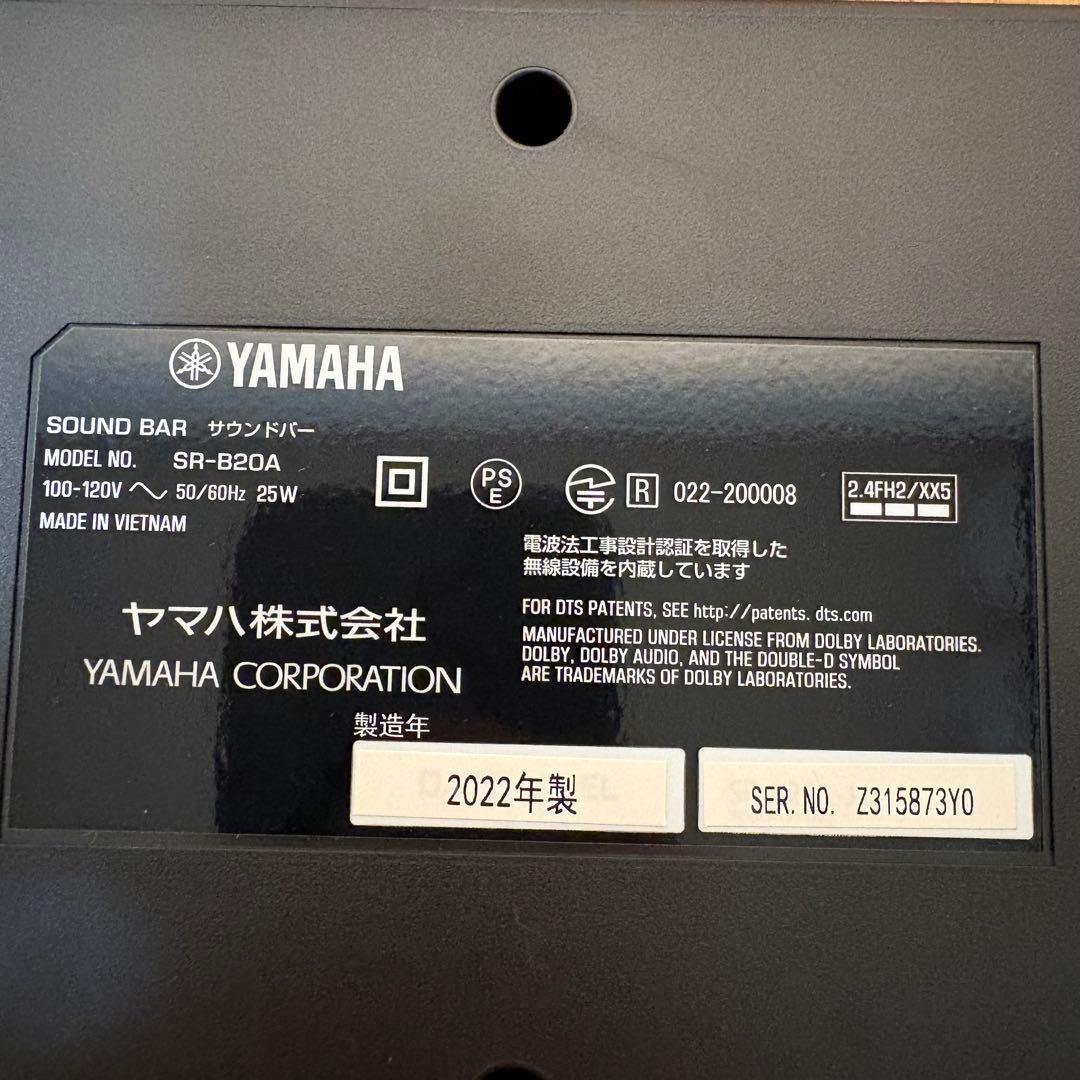 YAMAHA
SOUND BAR サウンドバー
MODEL NO. SR-B20A
100-120V 〜 50/60Hz 25W
MADE IN VIETNAM
PS
E
R 022-200008
2.4FH2/XX5
電波法工事設計認証を取得した
無線設備を内蔵しています
FOR DTS PATENTS, SEE http://patents. dts.com
MANUFACTURED UNDER LICENSE FROM DOLBY LABORATORIES.
DOLBY, DOLBY AUDIO, AND THE DOUBLE-D SYMBOL
ARE TRADEMARKS OF DOLBY LABORATORIES.
ヤマハ株式会社
YAMAHA CORPORATION
製造年
2022年製
SER. NO. Z315873Y0